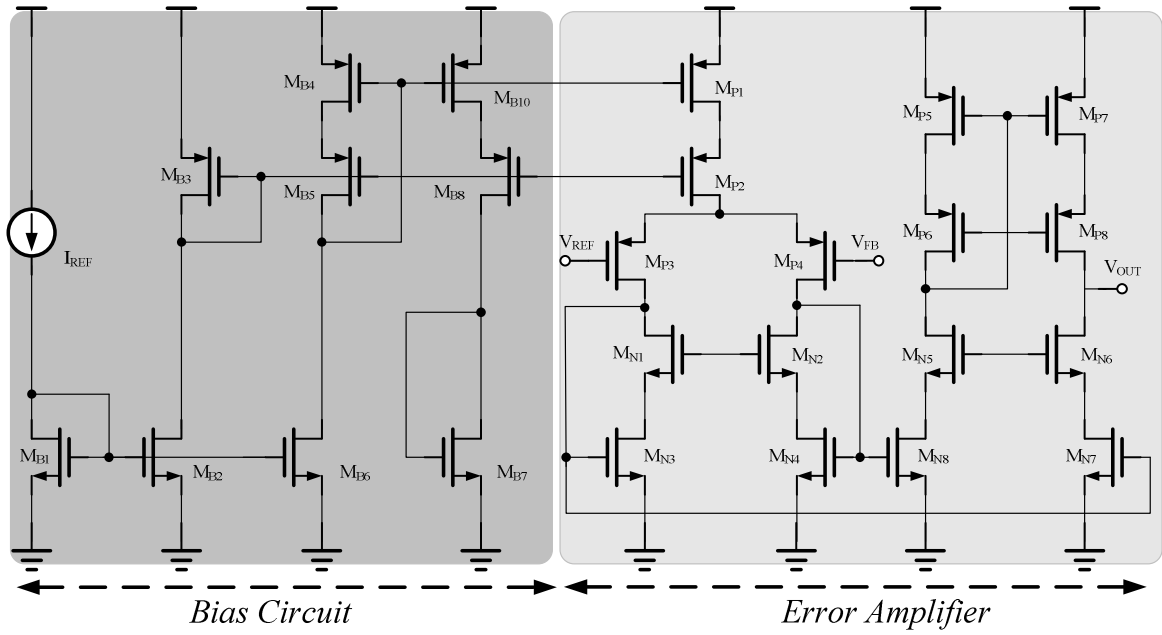 M_B4
M_B10
M_P1
M_P5
M_P7
M_B3
M_B5
M_B8
M_P2
V_REF
V_FB
M_P6
M_P8
I_REF
M_P3
M_P4
V_OUT
M_N1
M_N2
M_N5
M_N6
M_B1
M_B2
M_B6
M_B7
M_N3
M_N4
M_N8
M_N7
Bias Circuit
Error Amplifier